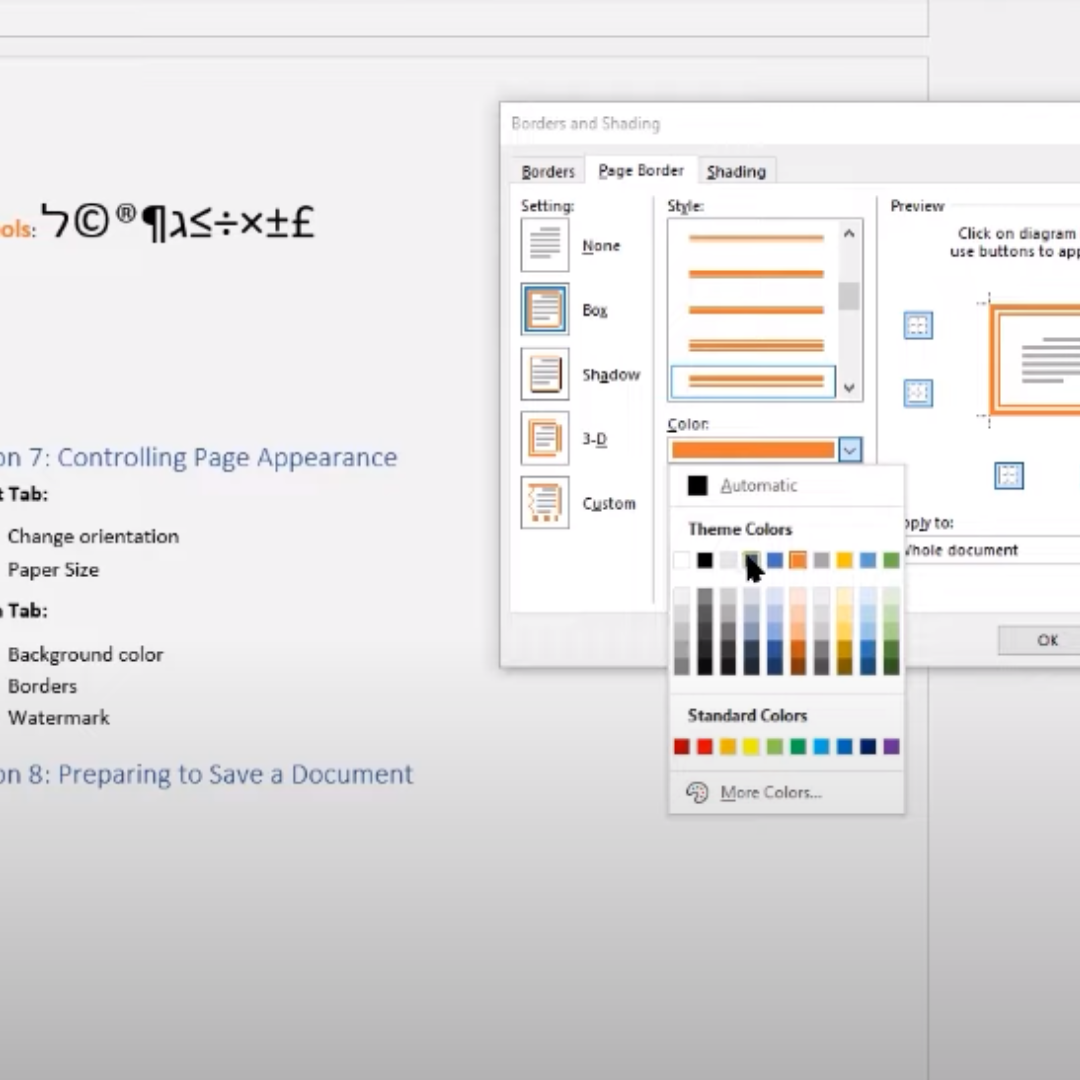 Borders and Shading
Borders Page Border Shading
Setting:
None
Box
Shadow
3-D
Custom
Style:
Color:
Automatic
Theme Colors
Standard Colors
More Colors...
Preview
Click on diagram
use buttons to app
pply to:
Whole document
OK
ols: ל©®¶ג≤÷×±£
on 7: Controlling Page Appearance
t Tab:
Change orientation
Paper Size
Tab:
Background color
Borders
Watermark
on 8: Preparing to Save a Document